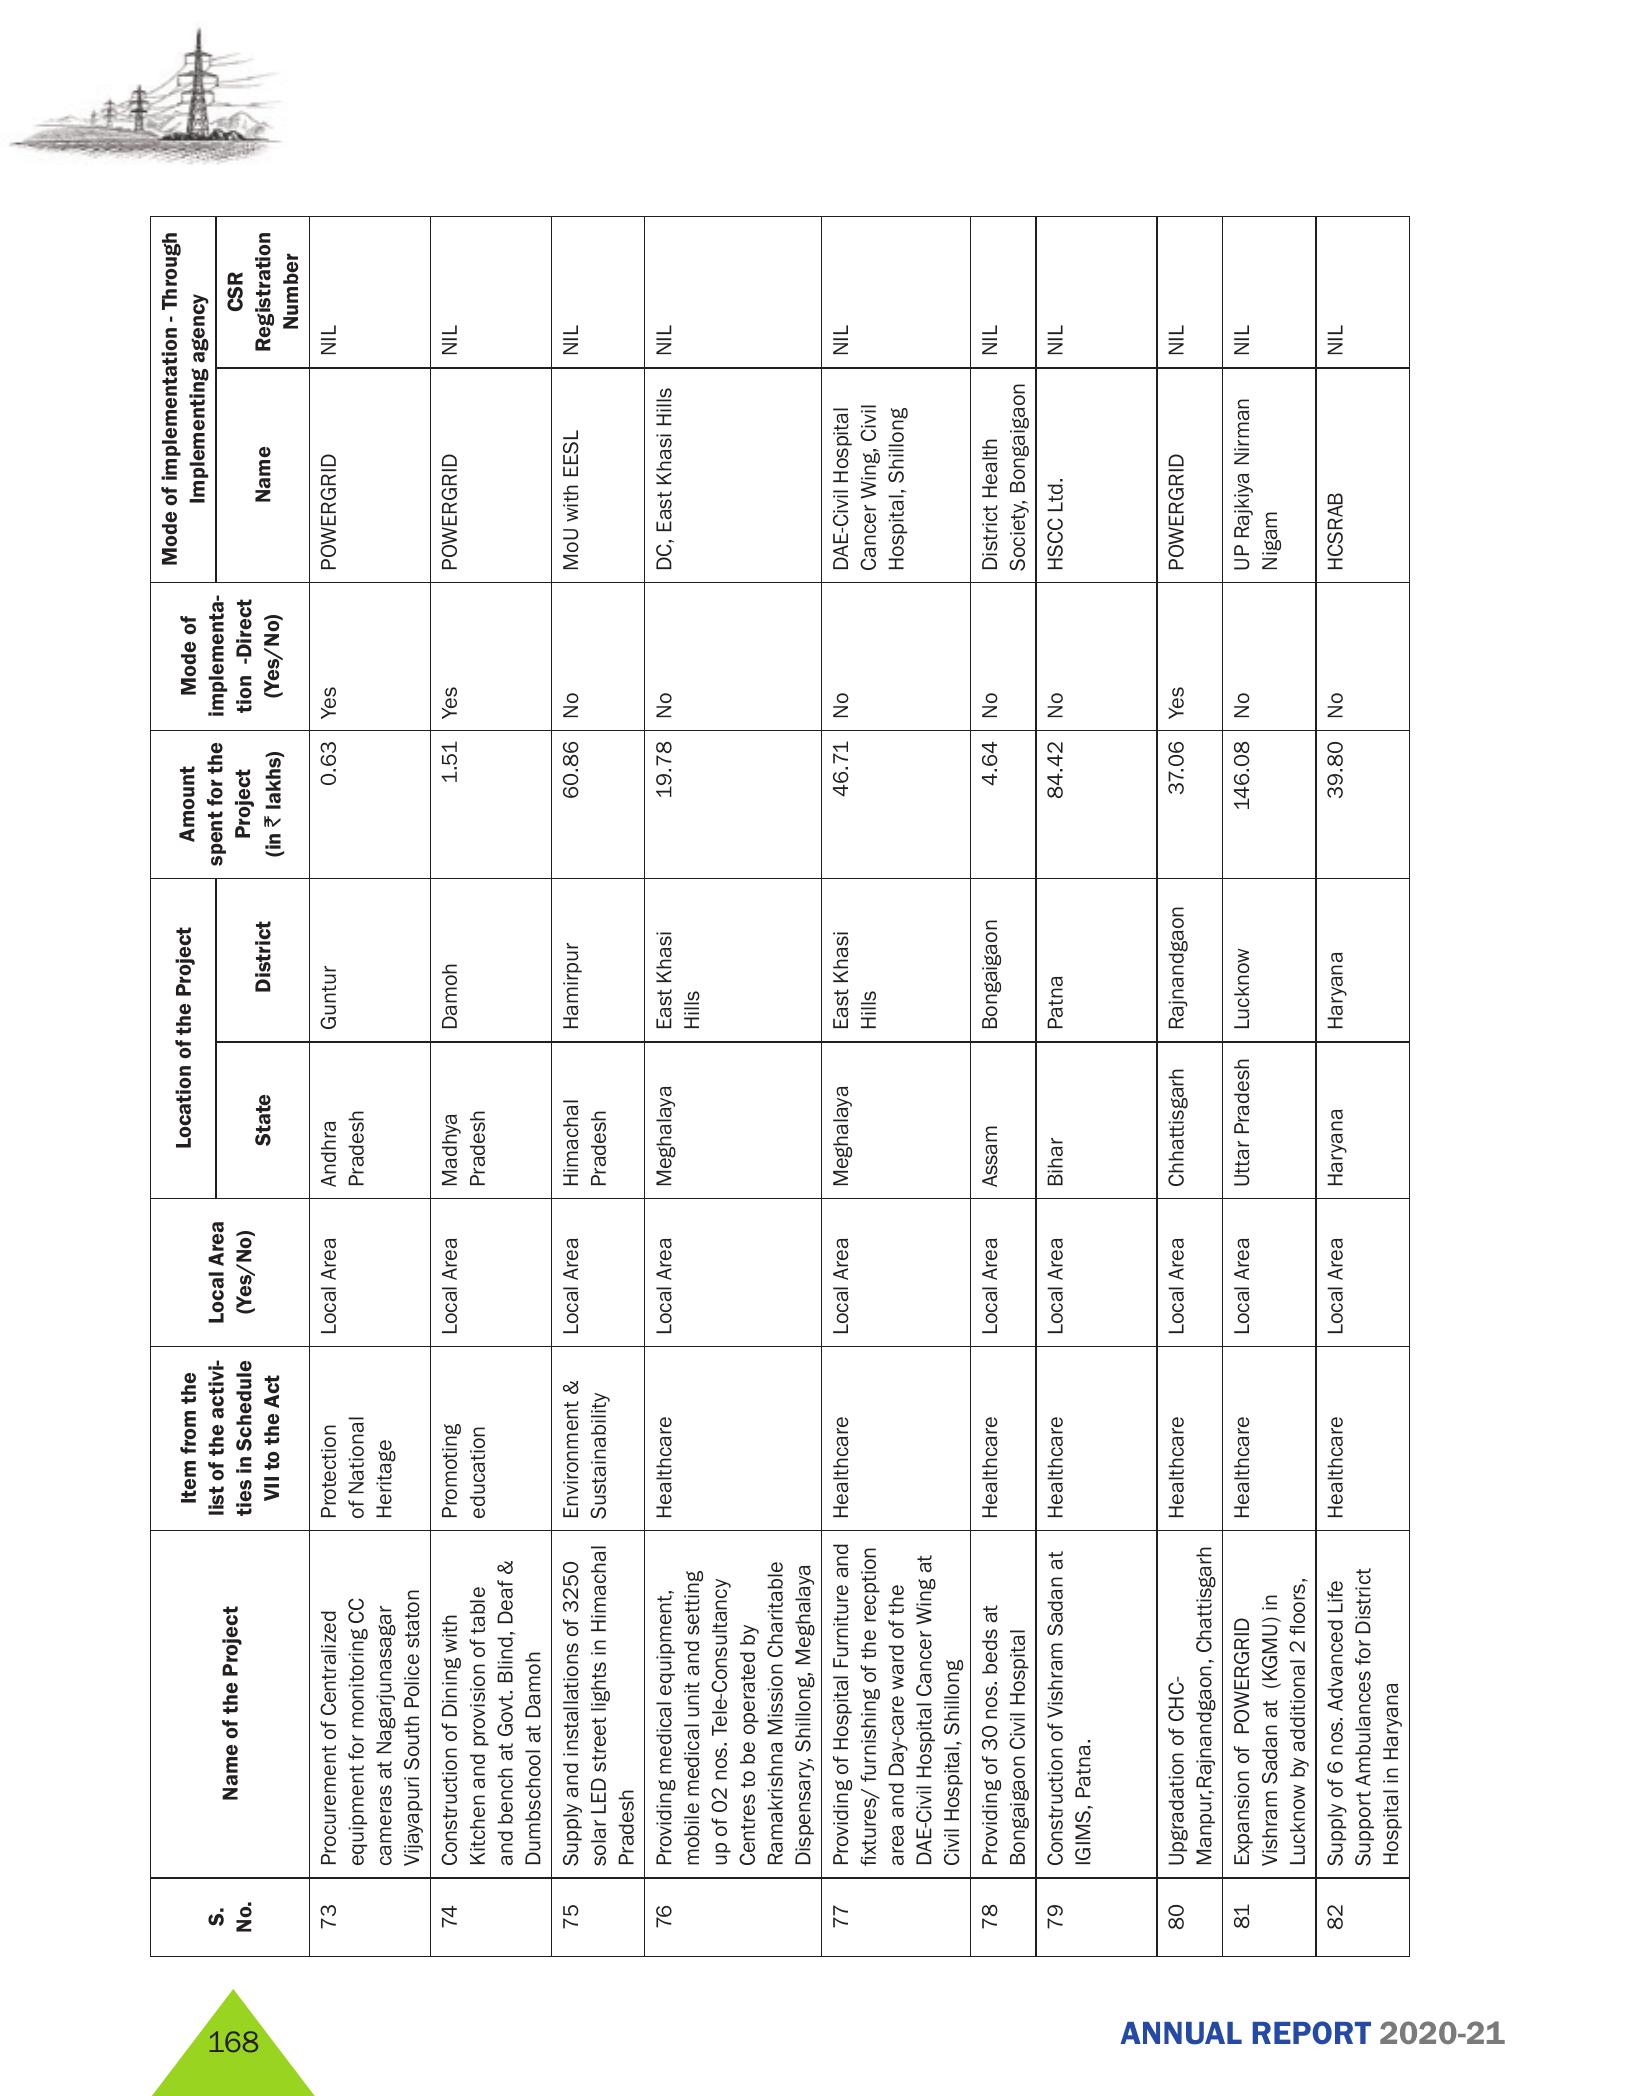 S.
No.
Name of the Project
Item from the
list of the activi-
ties in Schedule
VII to the Act
Local Area
(Yes/No)
Location of the Project
State
District
Amount
spent for the
Project
(in ₹ lakhs)
Mode of
implementa-
tion -Direct
(Yes/No)
Mode of implementation - Through
Implementing agency
Name
CSR
Registration
Number
73
Procurement of Centralized
equipment for monitoring CC
cameras at Nagarjunasagar
Vijayapuri South Police staton
Protection
of National
Heritage
Local Area
Andhra
Pradesh
Guntur
0.63
Yes
POWERGRID
NIL
74
Construction of Dining with
Kitchen and provision of table
and bench at Govt. Blind, Deaf &
Dumbschool at Damoh
Promoting
education
Local Area
Madhya
Pradesh
Damoh
1.51
Yes
POWERGRID
NIL
75
Supply and installations of 3250
solar LED street lights in Himachal
Pradesh
Environment &
Sustainability
Local Area
Himachal
Pradesh
Hamirpur
60.86
No
MoU with EESL
NIL
76
Providing medical equipment,
mobile medical unit and setting
up of 02 nos. Tele-Consultancy
Centres to be operated by
Ramakrishna Mission Charitable
Dispensary, Shillong, Meghalaya
Healthcare
Local Area
Meghalaya
East Khasi
Hills
19.78
No
DC, East Khasi Hills
NIL
77
Providing of Hospital Furniture and
fixtures/ furnishing of the recption
area and Day-care ward of the
DAE-Civil Hospital Cancer Wing at
Civil Hospital, Shillong
Healthcare
Local Area
Meghalaya
East Khasi
Hills
46.71
No
DAE-Civil Hospital
Cancer Wing, Civil
Hospital, Shillong
NIL
78
Providing of 30 nos. beds at
Bongaigaon Civil Hospital
Healthcare
Local Area
Assam
Bongaigaon
4.64
No
District Health
Society, Bongaigaon
NIL
79
Construction of Vishram Sadan at
IGIMS, Patna.
Healthcare
Local Area
Bihar
Patna
84.42
No
HSCC Ltd.
NIL
80
Upgradation of CHC-
Manpur,Rajnandgaon, Chattisgarh
Healthcare
Local Area
Chhattisgarh
Rajnandgaon
37.06
Yes
POWERGRID
NIL
81
Expansion of POWERGRID
Vishram Sadan at (KGMU) in
Lucknow by additional 2 floors,
Healthcare
Local Area
Uttar Pradesh
Lucknow
146.08
No
UP Rajkiya Nirman
Nigam
NIL
82
Supply of 6 nos. Advanced Life
Support Ambulances for District
Hospital in Haryana
Healthcare
Local Area
Haryana
Haryana
39.80
No
HCSRAB
NIL
168
ANNUAL REPORT 2020-21